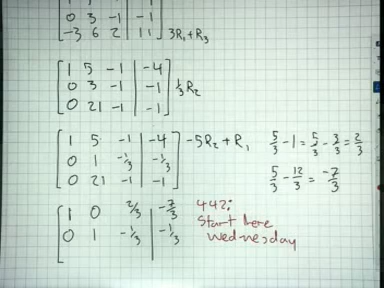 0 3 -1 | -1
-3 6 2 | 11 3R₁+R₃
1 5 -1 | -4
0 3 -1 | -1 ⅓R₂
0 21 -1 | -1
1 5 -1 | -4 -5R₂+R₁ 5/3 - 1 = 5/3 - 3/3 = 2/3
0 1 -⅓ | -⅓
0 21 -1 | -1 5/3 - 12/3 = -7/3
1 0 2/3 | -7/3 442:
Start here
0 1 -⅓ | -⅓ Wednesday